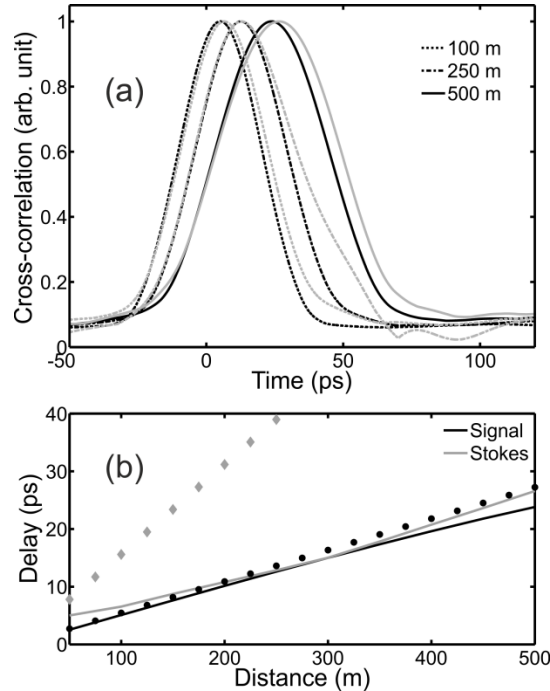 (a)
100 m
250 m
500 m
Cross-correlation (arb. unit)
1
0.8
0.6
0.4
0.2
0
-50
0
50
100
Time (ps)
(b)
Signal
Stokes
Delay (ps)
40
30
20
10
0
100
200
300
400
500
Distance (m)